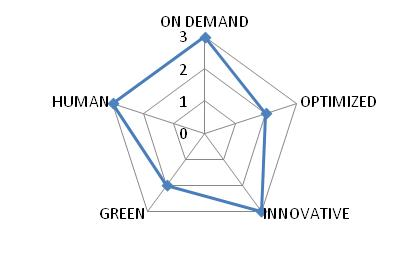 ON DEMAND
3
2
HUMAN
1
OPTIMIZED
0
GREEN
INNOVATIVE